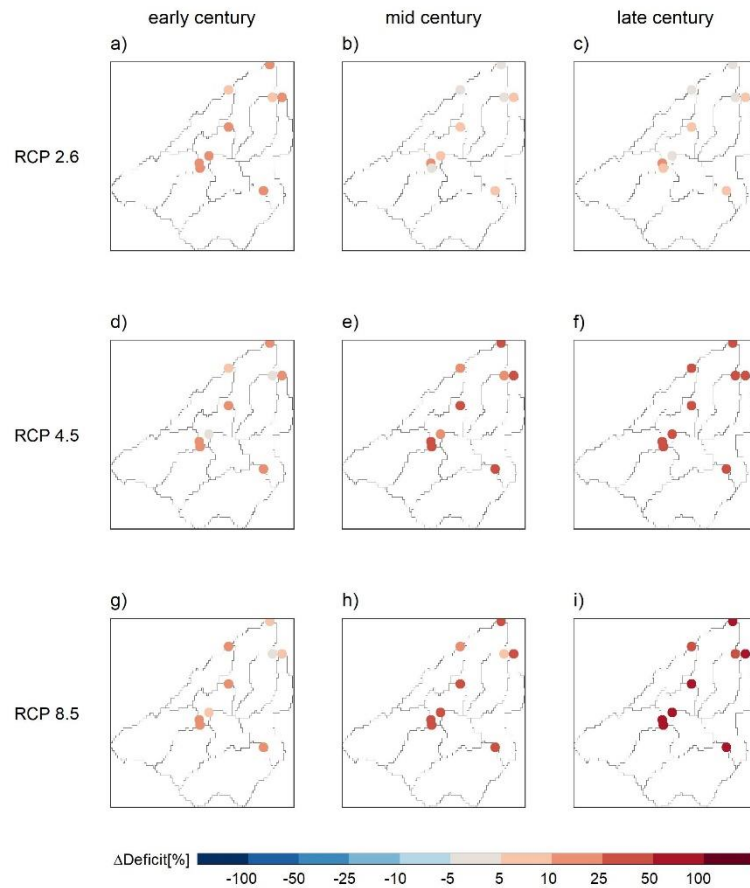 early century mid century late century
a) b) c)
RCP 2.6
d) e) f)
RCP 4.5
g) h) i)
RCP 8.5
ΔDeficit[%]
-100 -50 -25 -10 -5 5 10 25 50 100